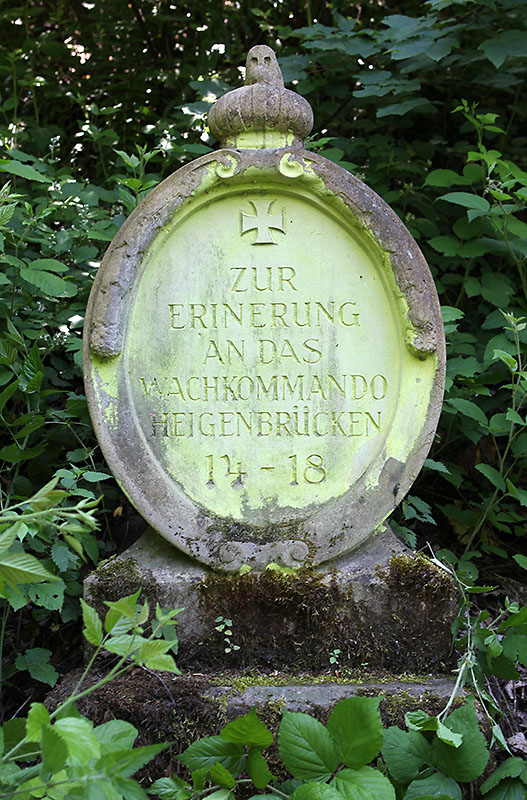 ZUR
ERINERUNG
AN DAS
WACHKOMMANDO
HEIGENBRÜCKEN
14-18